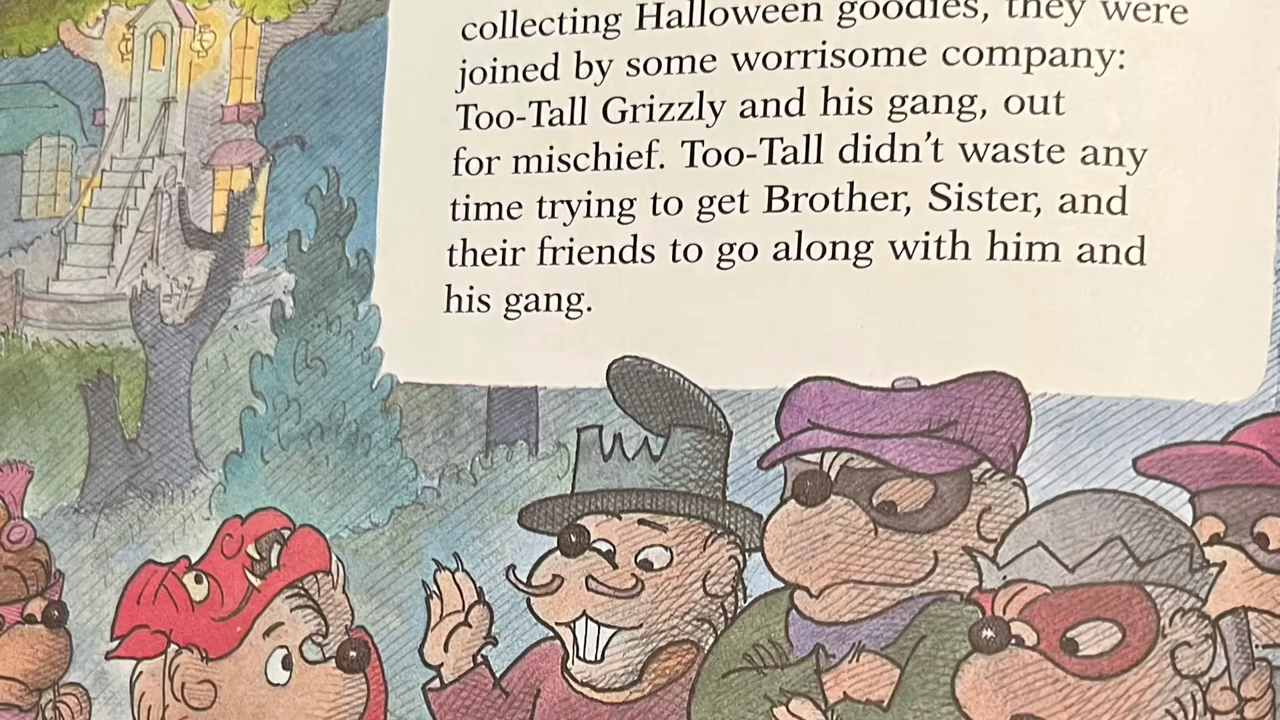 collecting Halloween goodies, they were
joined by some worrisome company:
Too-Tall Grizzly and his gang, out
for mischief. Too-Tall didn't waste any
time trying to get Brother, Sister, and
their friends to go along with him and
his gang.